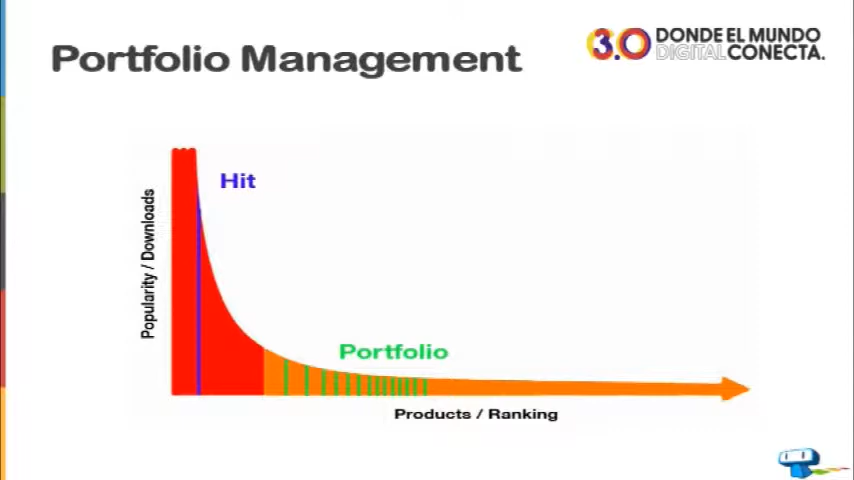 Portfolio Management
3.0
DONDE EL MUNDO
DIGITAL CONECTA.
Hit
Popularity / Downloads
Portfolio
Products / Ranking